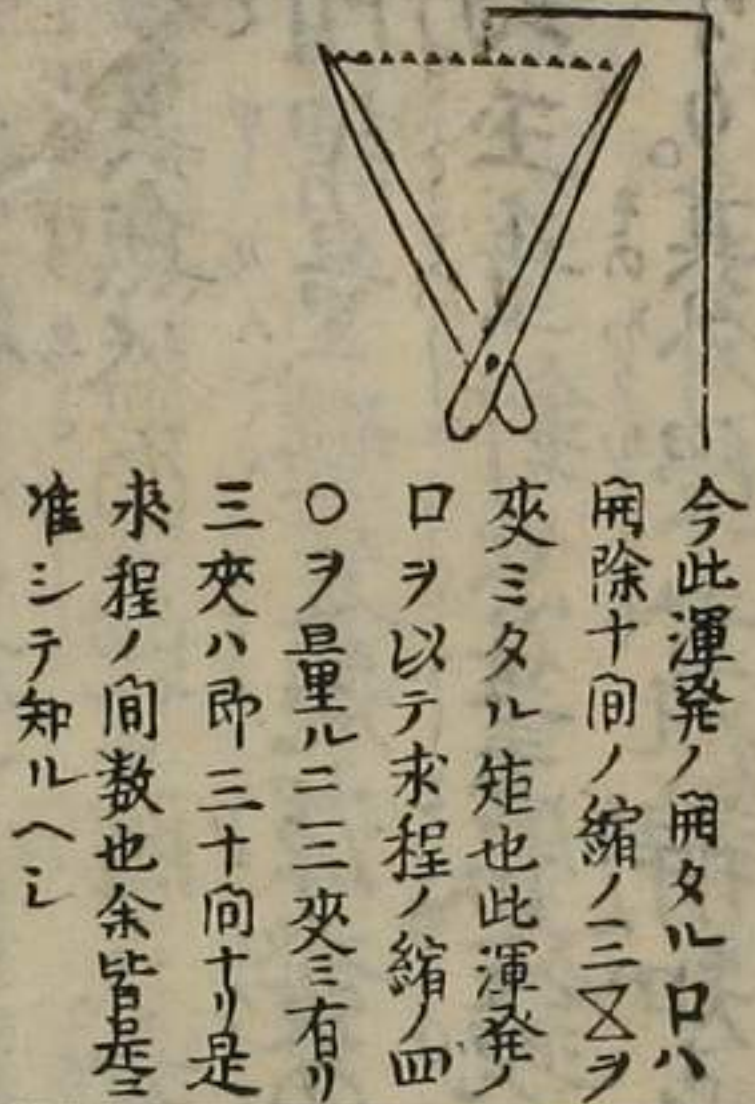 今此渾発ノ開タル口ハ
開除十間ノ縮ノ三〼ヲ
夾ミタル矩也此渾発ノ
口ヲ以テ求程ノ縮ノ四
〇ヲ量ルニ三夾ミ有リ
三夾ハ即三十間ナリ是
求程ノ間数也余皆是ニ
准シテ知ルヘシ